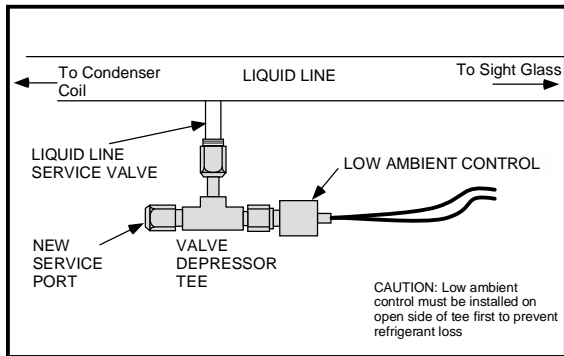 To Condenser
Coil
LIQUID LINE
To Sight Glass
LIQUID LINE
SERVICE VALVE
LOW AMBIENT CONTROL
NEW
SERVICE
PORT
VALVE
DEPRESSOR
TEE
CAUTION: Low ambient
control must be installed on
open side of tee first to prevent
refrigerant loss